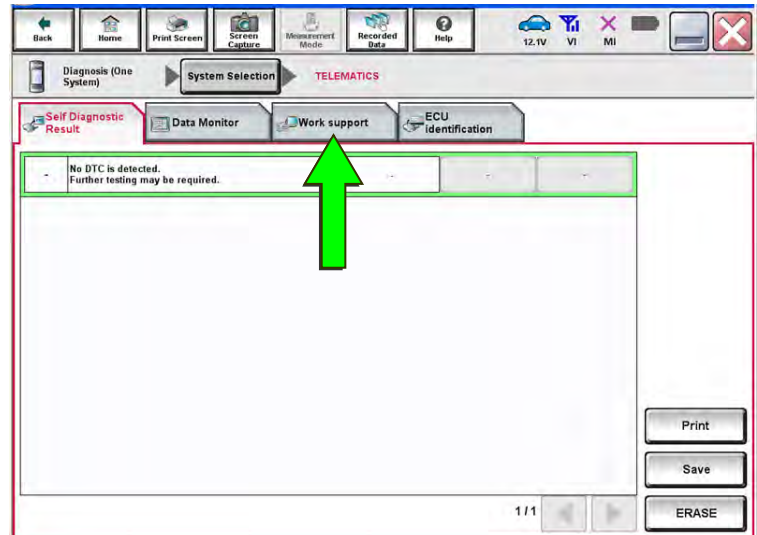 Back
Home
Print Screen
Screen
Capture
Measurement
Mode
Recorded
Data
Help
12.1V
VI
MI
Diagnosis (One
System)
System Selection
TELEMATICS
Self Diagnostic
Result
Data Monitor
Work support
ECU
identification
-
No DTC is detected.
Further testing may be required.
-
-
-
Print
Save
1/1
ERASE